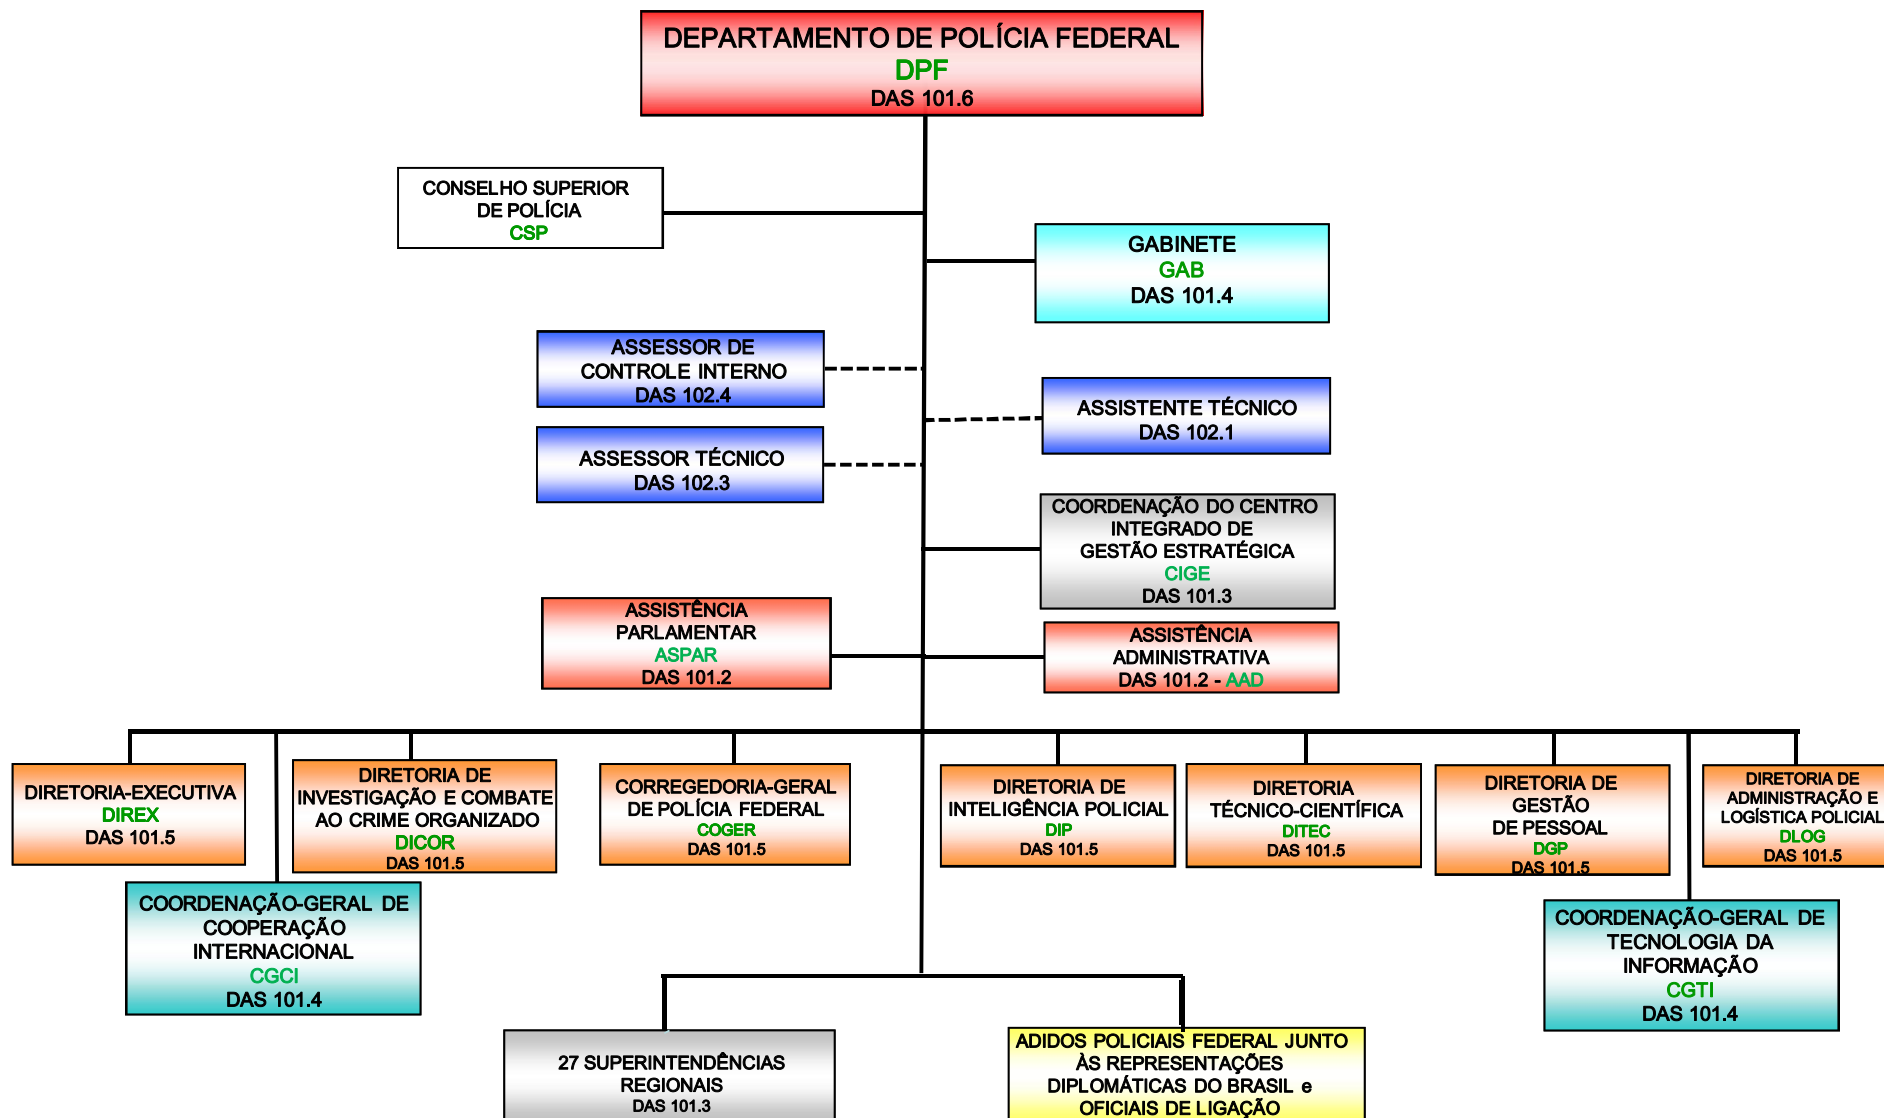 DEPARTAMENTO DE POLÍCIA FEDERAL
DPF
DAS 101.6
CONSELHO SUPERIOR
DE POLÍCIA
CSP
GABINETE
GAB
DAS 101.4
ASSESSOR DE
CONTROLE INTERNO
DAS 102.4
ASSISTENTE TÉCNICO
DAS 102.1
ASSESSOR TÉCNICO
DAS 102.3
COORDENAÇÃO DO CENTRO
INTEGRADO DE
GESTÃO ESTRATÉGICA
CIGE
DAS 101.3
ASSISTÊNCIA
PARLAMENTAR
ASPAR
DAS 101.2
ASSISTÊNCIA
ADMINISTRATIVA
DAS 101.2 - AAD
DIRETORIA-EXECUTIVA
DIREX
DAS 101.5
DIRETORIA DE
INVESTIGAÇÃO E COMBATE
AO CRIME ORGANIZADO
DICOR
DAS 101.5
CORREGEDORIA-GERAL
DE POLÍCIA FEDERAL
COGER
DAS 101.5
DIRETORIA DE
INTELIGÊNCIA POLICIAL
DIP
DAS 101.5
DIRETORIA
TÉCNICO-CIENTÍFICA
DITEC
DAS 101.5
DIRETORIA DE
GESTÃO
DE PESSOAL
DGP
DAS 101.5
DIRETORIA DE
ADMINISTRAÇÃO E
LOGÍSTICA POLICIAL
DLOG
DAS 101.5
COORDENAÇÃO-GERAL DE
COOPERAÇÃO
INTERNACIONAL
CGCI
DAS 101.4
COORDENAÇÃO-GERAL DE
TECNOLOGIA DA
INFORMAÇÃO
CGTI
DAS 101.4
27 SUPERINTENDÊNCIAS
REGIONAIS
DAS 101.3
ADIDOS POLICIAIS FEDERAL JUNTO
ÀS REPRESENTAÇÕES
DIPLOMÁTICAS DO BRASIL e
OFICIAIS DE LIGAÇÃO